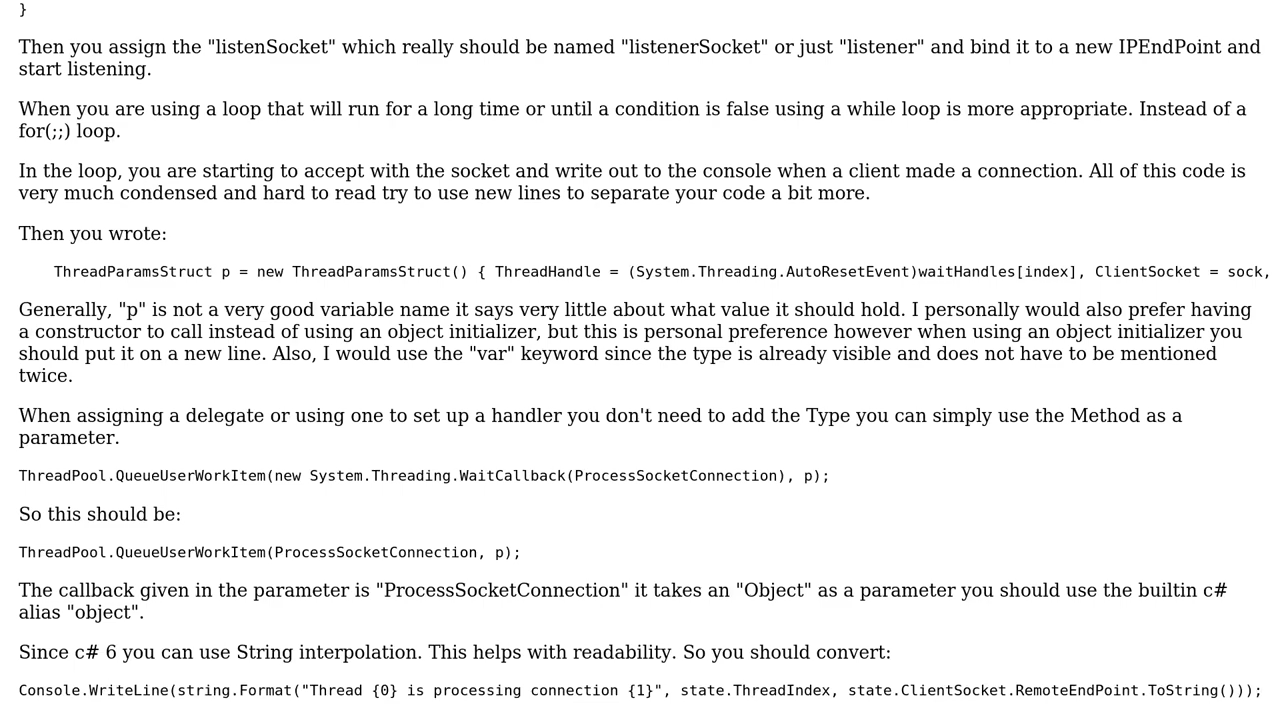 }
Then you assign the "listenSocket" which really should be named "listenerSocket" or just "listener" and bind it to a new IPEndPoint and
start listening.
When you are using a loop that will run for a long time or until a condition is false using a while loop is more appropriate. Instead of a
for(;;) loop.
In the loop, you are starting to accept with the socket and write out to the console when a client made a connection. All of this code is
very much condensed and hard to read try to use new lines to separate your code a bit more.
Then you wrote:
ThreadParamsStruct p = new ThreadParamsStruct() { ThreadHandle = (System.Threading.AutoResetEvent)waitHandles[index], ClientSocket = sock,
Generally, "p" is not a very good variable name it says very little about what value it should hold. I personally would also prefer having
a constructor to call instead of using an object initializer, but this is personal preference however when using an object initializer you
should put it on a new line. Also, I would use the "var" keyword since the type is already visible and does not have to be mentioned
twice.
When assigning a delegate or using one to set up a handler you don't need to add the Type you can simply use the Method as a
parameter.
ThreadPool.QueueUserWorkItem(new System.Threading.WaitCallback(ProcessSocketConnection), p);
So this should be:
ThreadPool.QueueUserWorkItem(ProcessSocketConnection, p);
The callback given in the parameter is "ProcessSocketConnection" it takes an "Object" as a parameter you should use the builtin c#
alias "object".
Since c# 6 you can use String interpolation. This helps with readability. So you should convert:
Console.WriteLine(string.Format("Thread {0} is processing connection {1}", state.ThreadIndex, state.ClientSocket.RemoteEndPoint.ToString()));